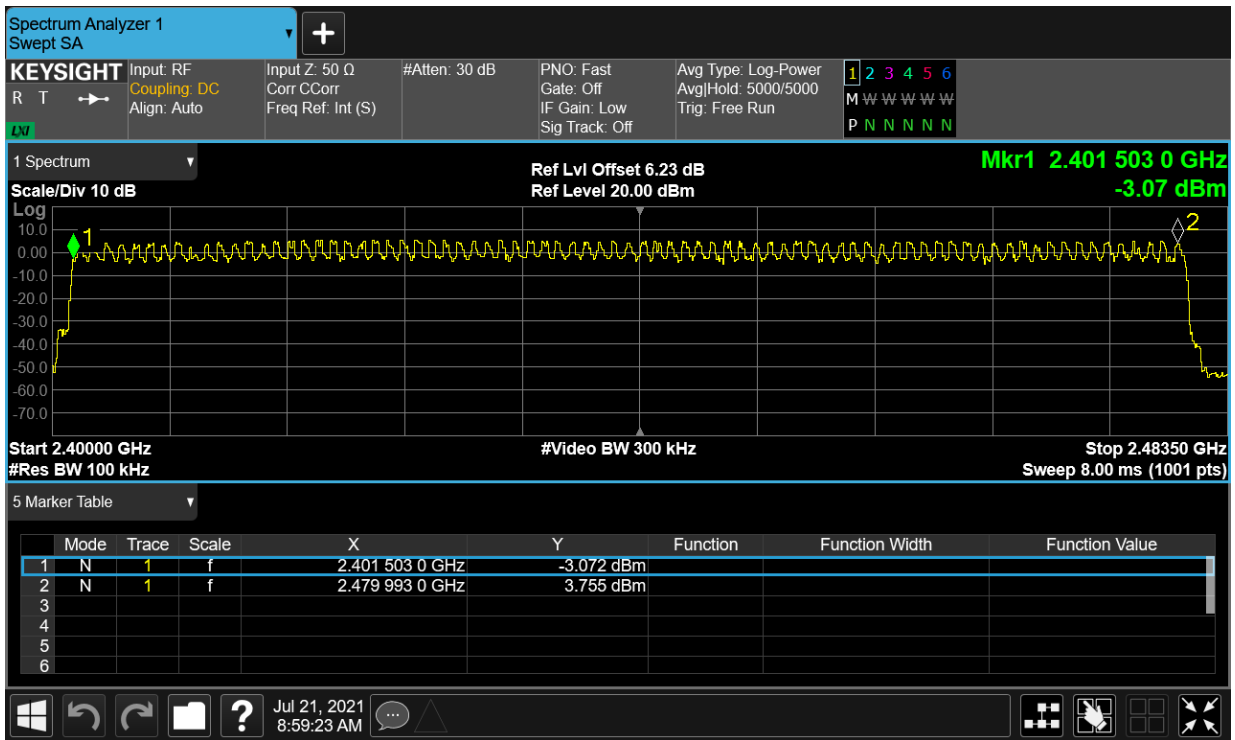 Spectrum Analyzer 1
Swept SA
KEYSIGHT
R T
LXI
Input: RF
Coupling: DC
Align: Auto
Input Z: 50 Ω
Corr CCorr
Freq Ref: Int (S)
#Atten: 30 dB
PNO: Fast
Gate: Off
IF Gain: Low
Sig Track: Off
Avg Type: Log-Power
Avg|Hold: 5000/5000
Trig: Free Run
1 2 3 4 5 6
M W W W W W
P N N N N N
1 Spectrum
Scale/Div 10 dB
Ref Lvl Offset 6.23 dB
Ref Level 20.00 dBm
Mkr1 2.401 503 0 GHz
-3.07 dBm
Log
10.0
0.00
-10.0
-20.0
-30.0
-40.0
-50.0
-60.0
-70.0
1
2
Start 2.40000 GHz
#Res BW 100 kHz
#Video BW 300 kHz
Stop 2.48350 GHz
Sweep 8.00 ms (1001 pts)
5 Marker Table
Mode Trace Scale X Y Function Function Width Function Value
1 N 1 f 2.401 503 0 GHz -3.072 dBm
2 N 1 f 2.479 993 0 GHz 3.755 dBm
3
4
5
6
?
Jul 21, 2021
8:59:23 AM